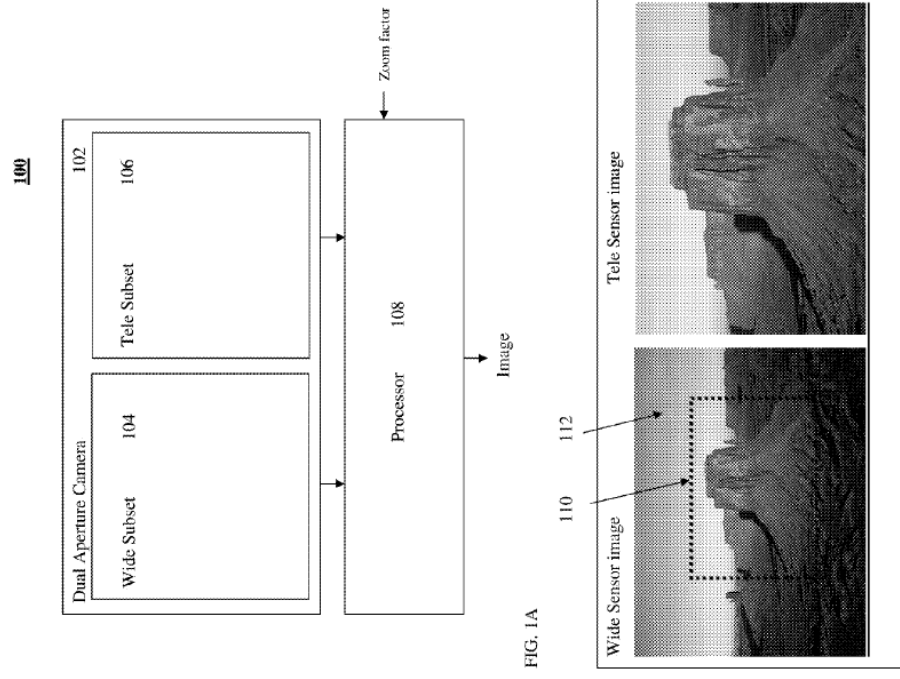 100
Dual Aperture Camera
102
Wide Subset 104
Tele Subset 106
Processor 108
Zoom factor
Image
FIG. 1A
110
112
Wide Sensor image
Tele Sensor image